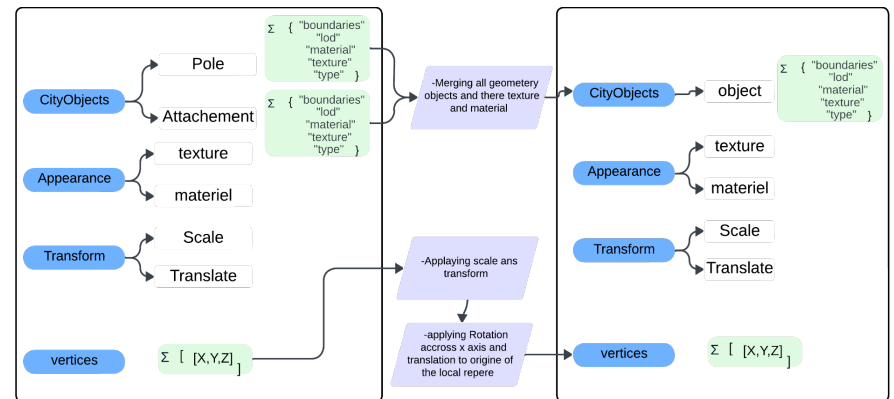 CityObjects
Pole
Σ { "boundaries"
"lod"
"material"
"texture"
"type" }
Attachement
Σ { "boundaries"
"lod"
"material"
"texture"
"type" }
Appearance
texture
materiel
Transform
Scale
Translate
vertices
Σ [ [X,Y,Z] ]
-Merging all geometery
objects and there texture
and material
-Applaying scale ans
transform
-applying Rotation
accross x axis and
translation to origine of
the local repere
CityObjects
object
Σ { "boundaries"
"lod"
"material"
"texture"
"type" }
Appearance
texture
materiel
Transform
Scale
Translate
vertices
Σ [ [X,Y,Z] ]